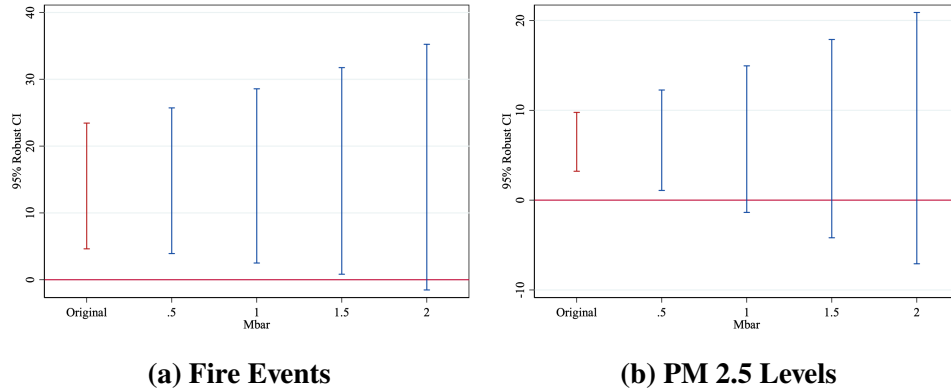 40
30
20
10
0
95% Robust CI
Original .5 1 1.5 2
Mbar
(a) Fire Events
20
10
0
-10
95% Robust CI
Original .5 1 1.5 2
Mbar
(b) PM 2.5 Levels